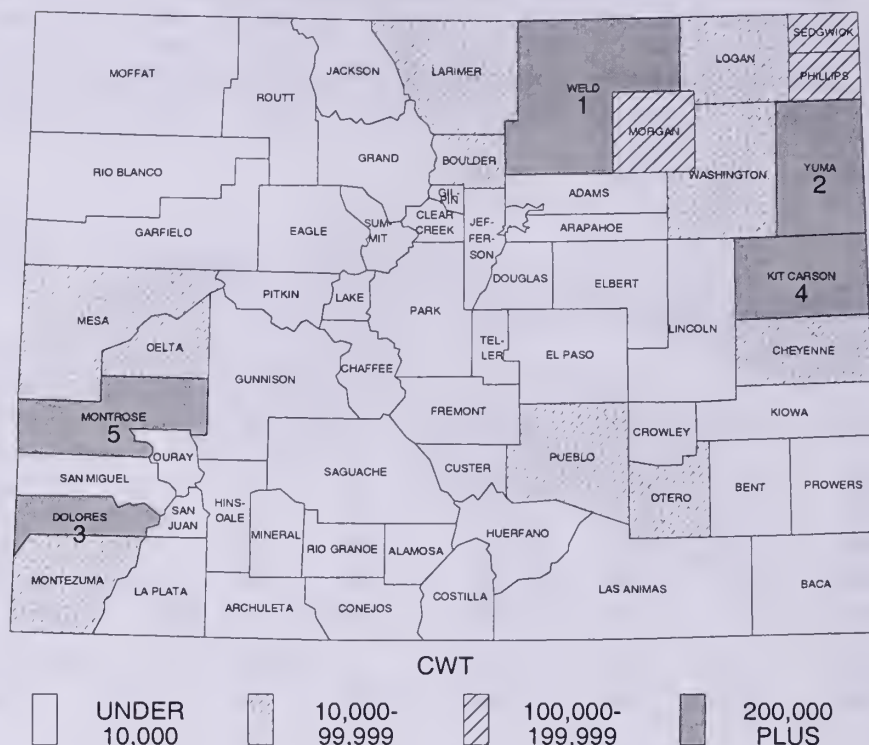 SEDGWICK
MOFFAT
JACKSON
LARIMER
LOGAN
PHILLIPS
ROUTT
WELD
1
MORGAN
GRAND
BOULDER
RIO BLANCO
WASHINGTON
YUMA
2
GIL-
PIN
ADAMS
CLEAR
CREEK
JEF-
FER-
SON
GARFIELO
EAGLE
SUM-
MIT
ARAPAHOE
DOUGLAS
ELBERT
KIT CARSON
4
PITKIN
LAKE
PARK
MESA
LINCOLN
OELTA
TEL-
LER
EL PASO
CHEYENNE
GUNNISON
CHAFFEE
MONTROSE
5
FREMONT
KIOWA
OURAY
CROWLEY
SAGUACHE
CUSTER
PUEBLO
SAN MIGUEL
OTERO
BENT
PROWERS
DOLORES
3
SAN
JUAN
HINS-
OALE
MINERAL
RIO GRANOE
ALAMOSA
HUERFANO
MONTEZUMA
LA PLATA
ARCHULETA
CONEJOS
COSTILLA
LAS ANIMAS
BACA
CWT
UNDER
10,000
10,000-
99,999
100,000-
199,999
200,000
PLUS